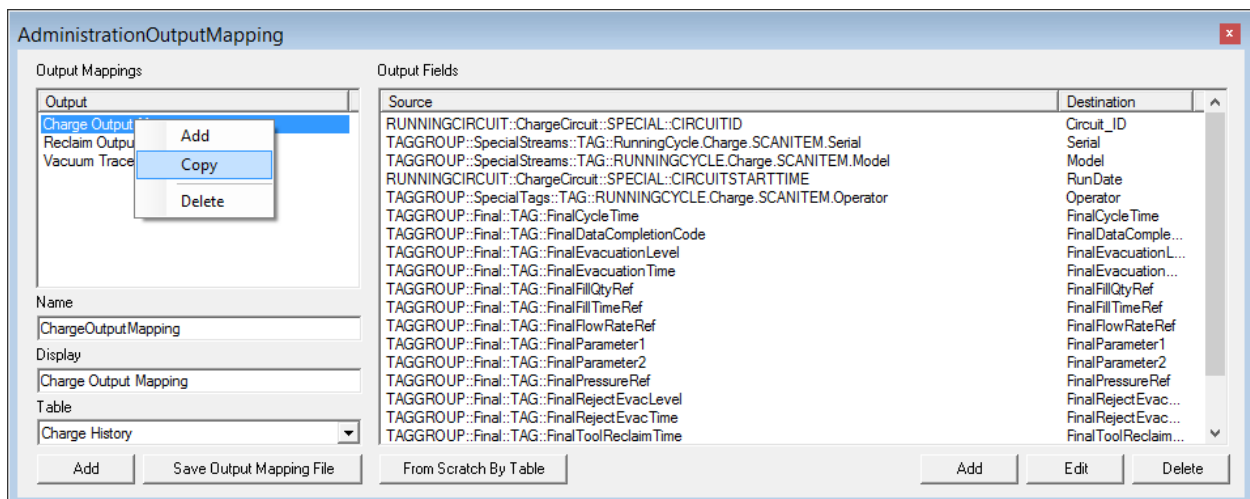 AdministrationOutputMapping
x
Output Mappings
Output
Charge Output
Reclaim Outpu
Vacuum Trace
Add
Copy
Delete
Name
ChargeOutputMapping
Display
Charge Output Mapping
Table
Charge History
Add Save Output Mapping File
Output Fields
Source Destination
RUNNINGCIRCUIT::ChargeCircuit::SPECIAL::CIRCUITID Circuit_ID
TAGGROUP::SpecialStreams::TAG::RunningCycle.Charge.SCANITEM.Serial Serial
TAGGROUP::SpecialStreams::TAG::RUNNINGCYCLE.Charge.SCANITEM.Model Model
RUNNINGCIRCUIT::ChargeCircuit::SPECIAL::CIRCUITSTARTTIME RunDate
TAGGROUP::SpecialTags::TAG::RUNNINGCYCLE.Charge.SCANITEM.Operator Operator
TAGGROUP::Final::TAG::FinalCycleTime FinalCycleTime
TAGGROUP::Final::TAG::FinalDataCompletionCode FinalDataComple...
TAGGROUP::Final::TAG::FinalEvacuationLevel FinalEvacuationL...
TAGGROUP::Final::TAG::FinalEvacuationTime FinalEvacuation...
TAGGROUP::Final::TAG::FinalFillQtyRef FinalFillQtyRef
TAGGROUP::Final::TAG::FinalFillTimeRef FinalFillTimeRef
TAGGROUP::Final::TAG::FinalFlowRateRef FinalFlowRateRef
TAGGROUP::Final::TAG::FinalParameter1 FinalParameter1
TAGGROUP::Final::TAG::FinalParameter2 FinalParameter2
TAGGROUP::Final::TAG::FinalPressureRef FinalPressureRef
TAGGROUP::Final::TAG::FinalRejectEvacLevel FinalRejectEvac...
TAGGROUP::Final::TAG::FinalRejectEvacTime FinalRejectEvac...
TAGGROUP::Final::TAG::FinalToolReclaimTime FinalToolReclaim...
From Scratch By Table Add Edit Delete